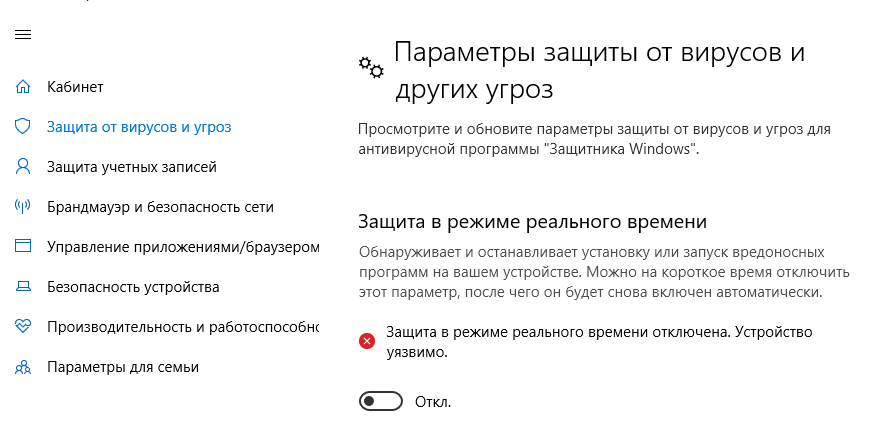 Кабинет
Защита от вирусов и угроз
Защита учетных записей
Брандмауэр и безопасность сети
Управление приложениями/браузером
Безопасность устройства
Производительность и работоспособно
Параметры для семьи
Параметры защиты от вирусов и
других угроз
Просмотрите и обновите параметры защиты от вирусов и угроз для
антивирусной программы "Защитника Windows".
Защита в режиме реального времени
Обнаруживает и останавливает установку или запуск вредоносных
программ на вашем устройстве. Можно на короткое время отключить
этот параметр, после чего он будет снова включен автоматически.
Защита в режиме реального времени отключена. Устройство
уязвимо.
Откл.